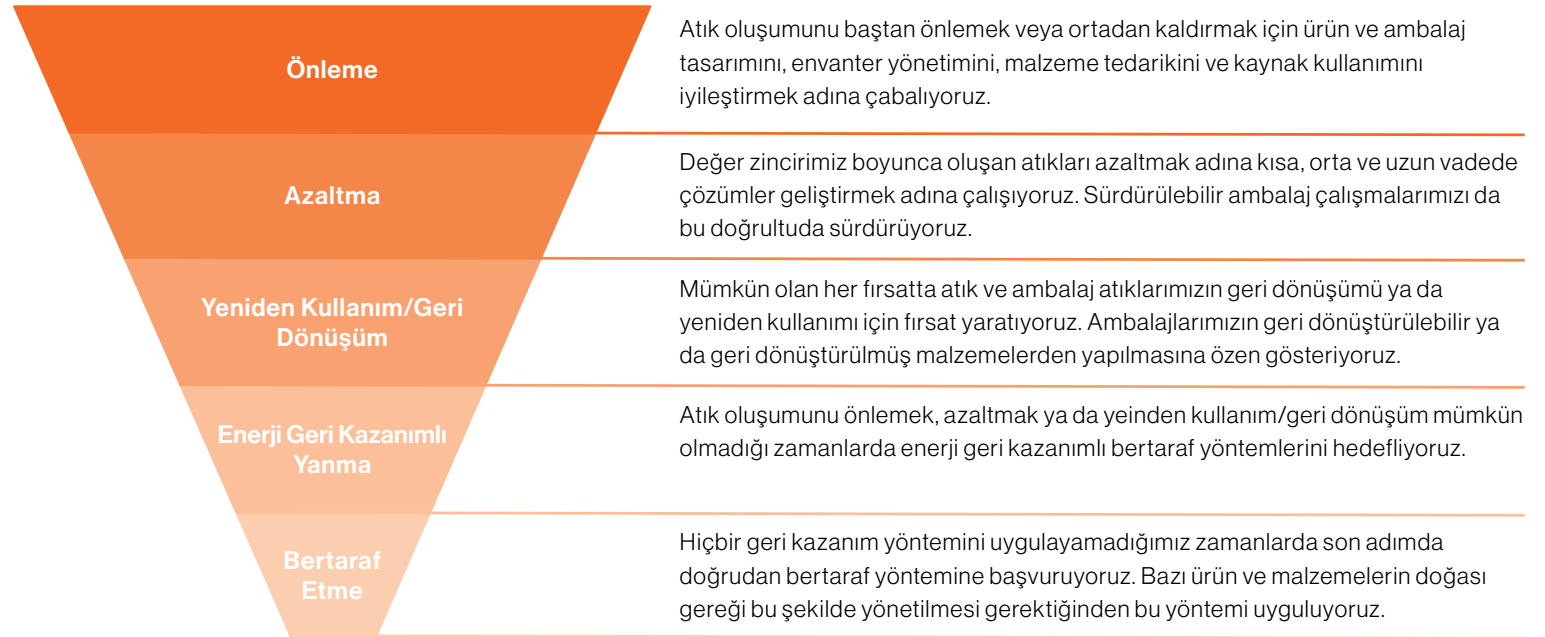 Önleme
Atık oluşumunu baştan önlemek veya ortadan kaldırmak için ürün ve ambalaj
tasarımını, envanter yönetimini, malzeme tedarikini ve kaynak kullanımını
iyileştirmek adına çabalıyoruz.
Azaltma
Değer zincirimiz boyunca oluşan atıkları azaltmak adına kısa, orta ve uzun vadede
çözümler geliştirmek adına çalışıyoruz. Sürdürülebilir ambalaj çalışmalarımızı da
bu doğrultuda sürdürüyoruz.
Yeniden Kullanım/Geri
Dönüşüm
Mümkün olan her fırsatta atık ve ambalaj atıklarımızın geri dönüşümü ya da
yeniden kullanımı için fırsat yaratıyoruz. Ambalajlarımızın geri dönüştürülebilir ya
da geri dönüştürülmüş malzemelerden yapılmasına özen gösteriyoruz.
Enerji Geri Kazanımlı
Yanma
Atık oluşumunu önlemek, azaltmak ya da yeinden kullanım/geri dönüşüm mümkün
olmadığı zamanlarda enerji geri kazanımlı bertaraf yöntemlerini hedefliyoruz.
Bertaraf
Etme
Hiçbir geri kazanım yöntemini uygulayamadığımız zamanlarda son adımda
doğrudan bertaraf yöntemine başvuruyoruz. Bazı ürün ve malzemelerin doğası
gereği bu şekilde yönetilmesi gerektiğinden bu yöntemi uyguluyoruz.